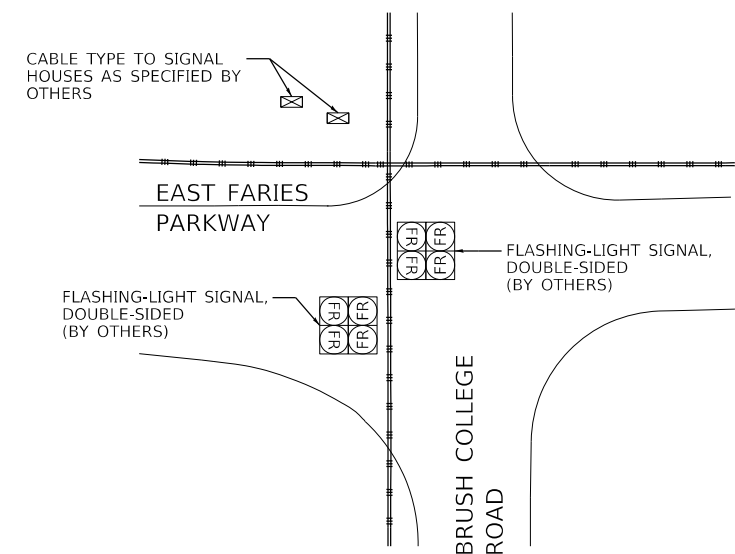 CABLE TYPE TO SIGNAL
HOUSES AS SPECIFIED BY
OTHERS
EAST FARIES
PARKWAY
FR FR
FR FR
FLASHING-LIGHT SIGNAL,
DOUBLE-SIDED
(BY OTHERS)
FLASHING-LIGHT SIGNAL,
DOUBLE-SIDED
(BY OTHERS)
FR FR
FR FR
BRUSH COLLEGE
ROAD